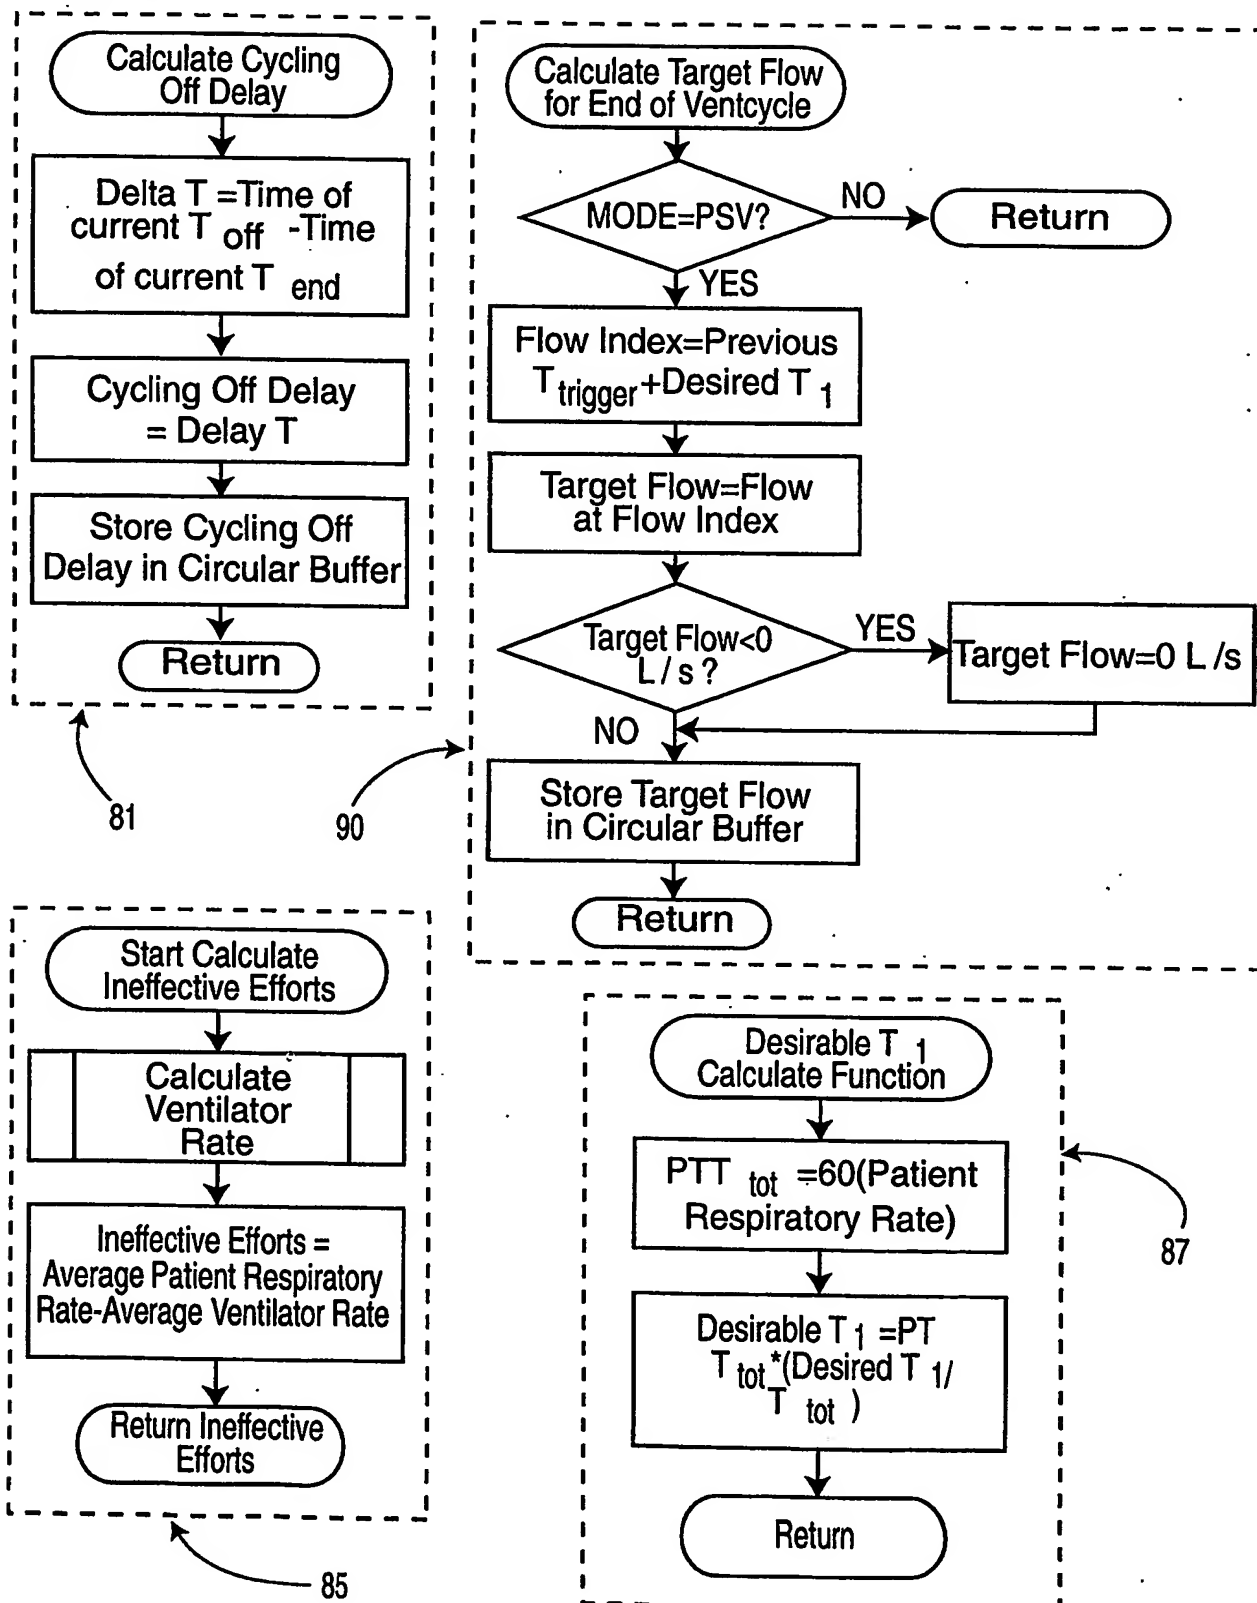 Calculate Cycling
Off Delay
Delta T =Time of
current T off -Time
of current T end
Cycling Off Delay
= Delay T
Store Cycling Off
Delay in Circular Buffer
Return
81
Calculate Target Flow
for End of Ventcycle
MODE=PSV?
NO
Return
YES
Flow Index=Previous
T trigger+Desired T 1
Target Flow=Flow
at Flow Index
Target Flow<0
L / s ?
YES
Target Flow=0 L /s
NO
Store Target Flow
in Circular Buffer
Return
90
Start Calculate
Ineffective Efforts
Calculate
Ventilator
Rate
Ineffective Efforts =
Average Patient Respiratory
Rate-Average Ventilator Rate
Return Ineffective
Efforts
85
Desirable T 1
Calculate Function
PTT tot =60(Patient
Respiratory Rate)
Desirable T 1 =PT
T tot*(Desired T 1/
T tot )
Return
87